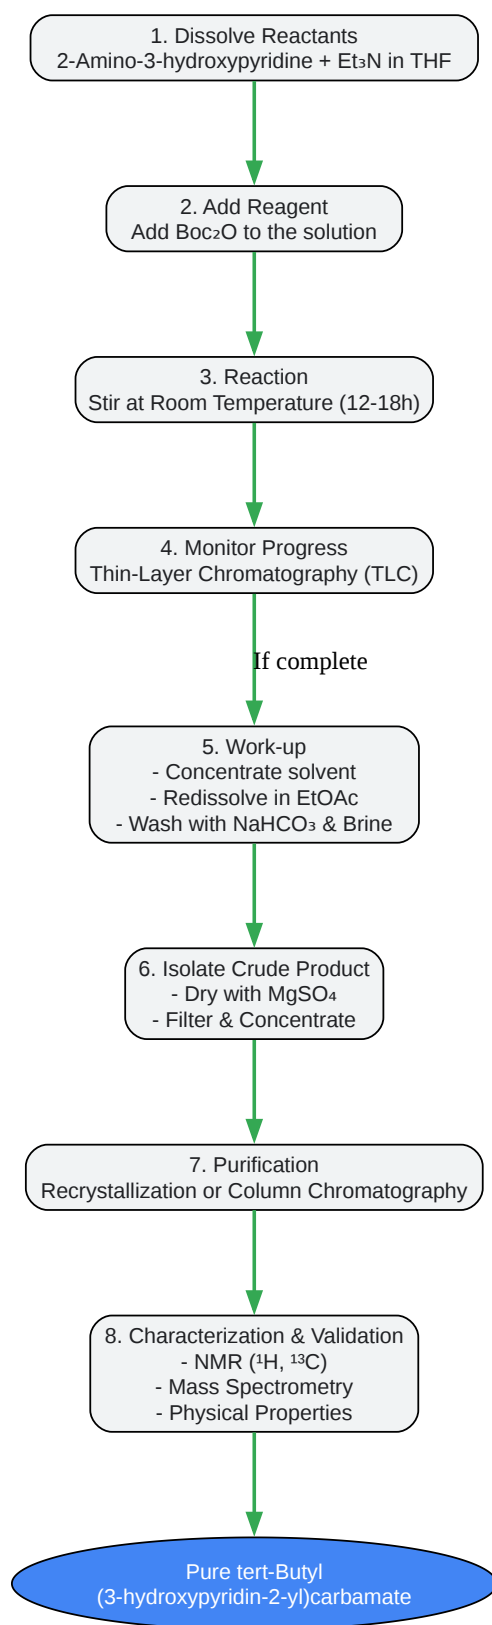 1. Dissolve Reactants
2-Amino-3-hydroxypyridine + Et₃N in THF
2. Add Reagent
Add Boc₂O to the solution
3. Reaction
Stir at Room Temperature (12-18h)
4. Monitor Progress
Thin-Layer Chromatography (TLC)
If complete
5. Work-up
- Concentrate solvent
- Redissolve in EtOAc
- Wash with NaHCO₃ & Brine
6. Isolate Crude Product
- Dry with MgSO₄
- Filter & Concentrate
7. Purification
Recrystallization or Column Chromatography
8. Characterization & Validation
- NMR (¹H, ¹³C)
- Mass Spectrometry
- Physical Properties
Pure tert-Butyl
(3-hydroxypyridin-2-yl)carbamate